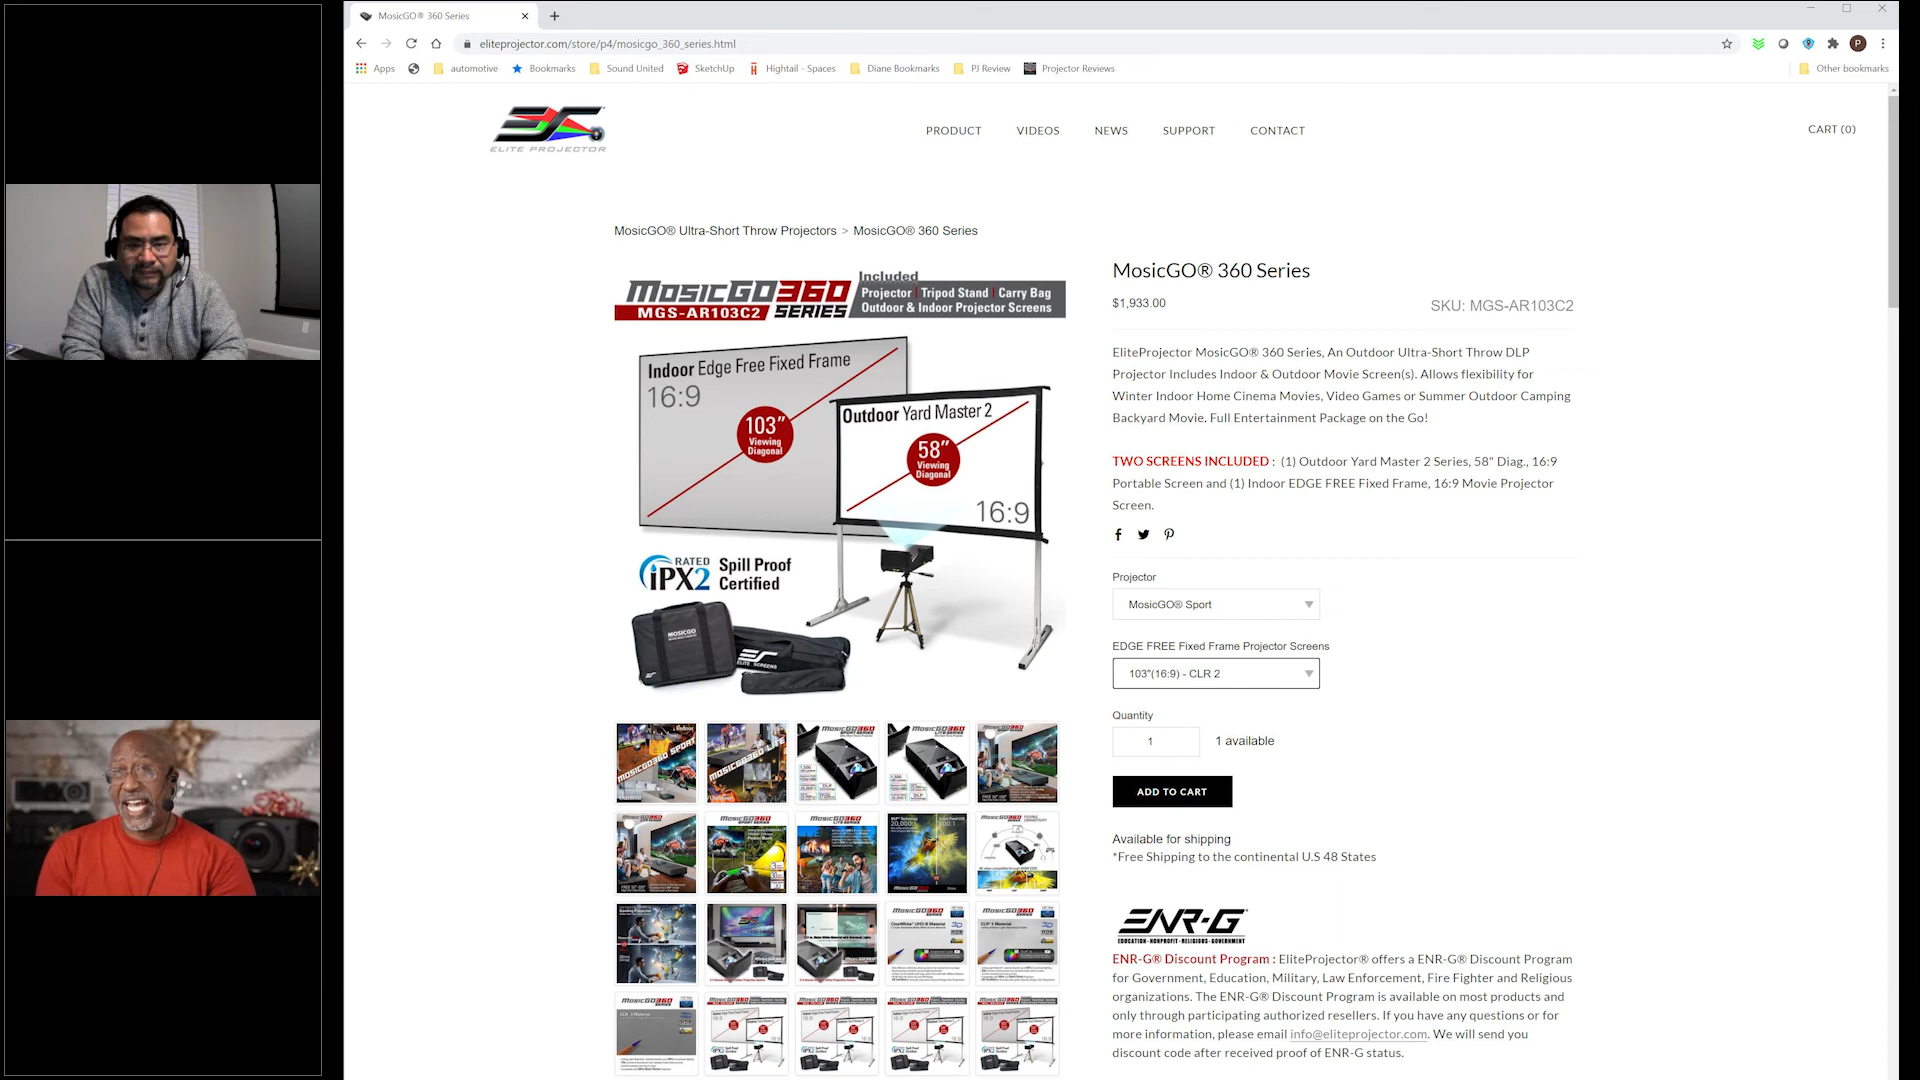 MosicGO® 360 Series
eliteprojector.com/store/p4/mosicgo_360_series.html
P
Apps
automotive
Bookmarks
Sound United
SketchUp
Hightail - Spaces
Diane Bookmarks
PJ Review
Projector Reviews
Other bookmarks
ELITE PROJECTOR
PRODUCT
VIDEOS
NEWS
SUPPORT
CONTACT
CART (0)
MosicGO® Ultra-Short Throw Projectors > MosicGO® 360 Series
MosicGO360
SERIES
MGS-AR103C2
Included
Projector | Tripod Stand | Carry Bag
Outdoor & Indoor Projector Screens
Indoor Edge Free Fixed Frame
16:9
103"
Viewing
Diagonal
Outdoor Yard Master 2
58"
Viewing
Diagonal
16:9
RATED
iPX2
Spill Proof
Certified
MOSICGO
ELITE SCREENS
MosicGO® 360 Series
$1,933.00
SKU: MGS-AR103C2
EliteProjector MosicGO® 360 Series, An Outdoor Ultra-Short Throw DLP
Projector Includes Indoor & Outdoor Movie Screen(s). Allows flexibility for
Winter Indoor Home Cinema Movies, Video Games or Summer Outdoor Camping
Backyard Movie. Full Entertainment Package on the Go!
TWO SCREENS INCLUDED : (1) Outdoor Yard Master 2 Series, 58" Diag., 16:9
Portable Screen and (1) Indoor EDGE FREE Fixed Frame, 16:9 Movie Projector
Screen.
Projector
MosicGO® Sport
EDGE FREE Fixed Frame Projector Screens
103"(16:9) - CLR 2
Quantity
1
1 available
ADD TO CART
Available for shipping
*Free Shipping to the continental U.S 48 States
ENR-G
EDUCATION·NONPROFIT·RELIGIOUS·GOVERNMENT
ENR-G® Discount Program : EliteProjector® offers a ENR-G® Discount Program
for Government, Education, Military, Law Enforcement, Fire Fighter and Religious
organizations. The ENR-G® Discount Program is available on most products and
only through participating authorized resellers. If you have any questions or for
more information, please email info@eliteprojector.com. We will send you
discount code after received proof of ENR-G status.